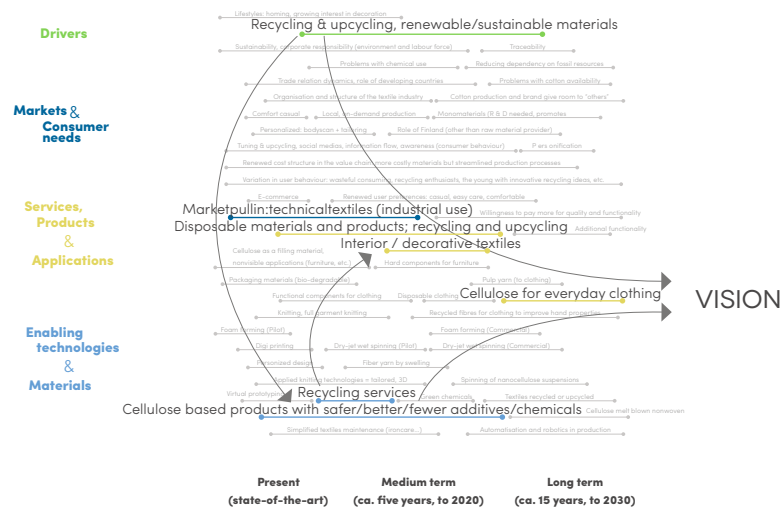 Lifestyles: homing, growing interest in decoration
Recycling & upcycling, renewable/sustainable materials
Drivers
Sustainability, corporate responsibility (environment and labour force)
Traceability
Problems with chemical use
Reducing dependency on fossil resources
Trade relation dynamics, role of developing countries
Problems with cotton availability
Organisation and structure of the textile industry
Cotton production and brand give room to "others"
Markets &
Consumer
needs
Comfort casual
Local, on-demand production
Monomaterials (R & D needed, promotes
Personalized: bodyscan + tailoring
Role of Finland (other than raw material provider)
Tuning & upcycling, social medias, information flow, awareness (consumer behaviour)
P ers onification
Renewed cost structure in the value chain: more costly materials but streamlined production processes
Variation in user behaviour: wasteful consuming, recycling enthusiasts, the young with innovative recycling ideas, etc.
E-commerce
Renewed user preferences: casual, easy care, comfortable
Services,
Products
&
Applications
Marketpullin:technicaltextiles (industrial use)
Willingness to pay more for quality and functionality
Disposable materials and products; recycling and upcycling
Additional functionality
Interior / decorative textiles
Cellulose as a filling material,
nonvisible applications (furniture, etc.)
Hard components for furniture
Packaging materials (bio-degradable)
Pulp yarn (to clothing)
Functional components for clothing
Disposable clothing
Cellulose for everyday clothing
VISION
Knitting, full garment knitting
Recycled fibres for clothing to improve hand properties
Enabling
technologies
&
Materials
Foam forming (Pilot)
Foam forming (Commercial)
Digi printing
Dry-jet wet spinning (Pilot)
Dry-jet wet spinning (Commercial)
Personized design
Fiber yarn by swelling
Applied knitting technologies = tailored, 3D
Spinning of nanocellulose suspensions
Virtual prototyping
Recycling services
Green chemicals
Textiles recycled or upcycled
Cellulose based products with safer/better/fewer additives/chemicals
Cellulose melt blown nonwoven
Simplified textiles maintenance (ironcare...)
Automatisation and robotics in production
Present
(state-of-the-art)
Medium term
(ca. five years, to 2020)
Long term
(ca. 15 years, to 2030)